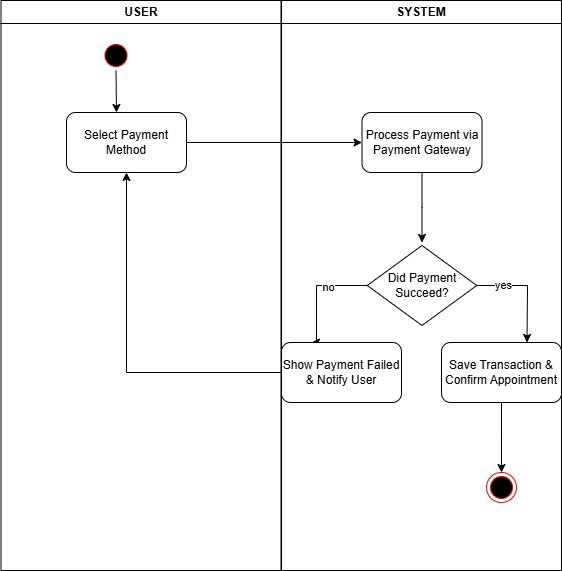 USER
SYSTEM
Select Payment
Method
Process Payment via
Payment Gateway
Did Payment
Succeed?
no
yes
Show Payment Failed
& Notify User
Save Transaction &
Confirm Appointment